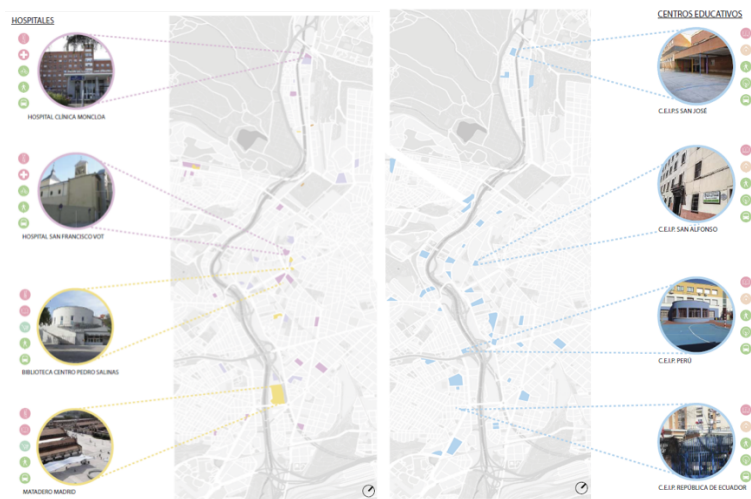 HOSPITALES
HOSPITAL CLÍNICA MONCLOA
HOSPITAL SAN FRANCISCO VOT
BIBLIOTECA CENTRO PEDRO SALINAS
MATADERO MADRID
CENTROS EDUCATIVOS
C.E.I.P.S SAN JOSÉ
C.E.I.P. SAN ALFONSO
C.E.I.P. PERÚ
C.E.I.P. REPÚBLICA DE ECUADOR